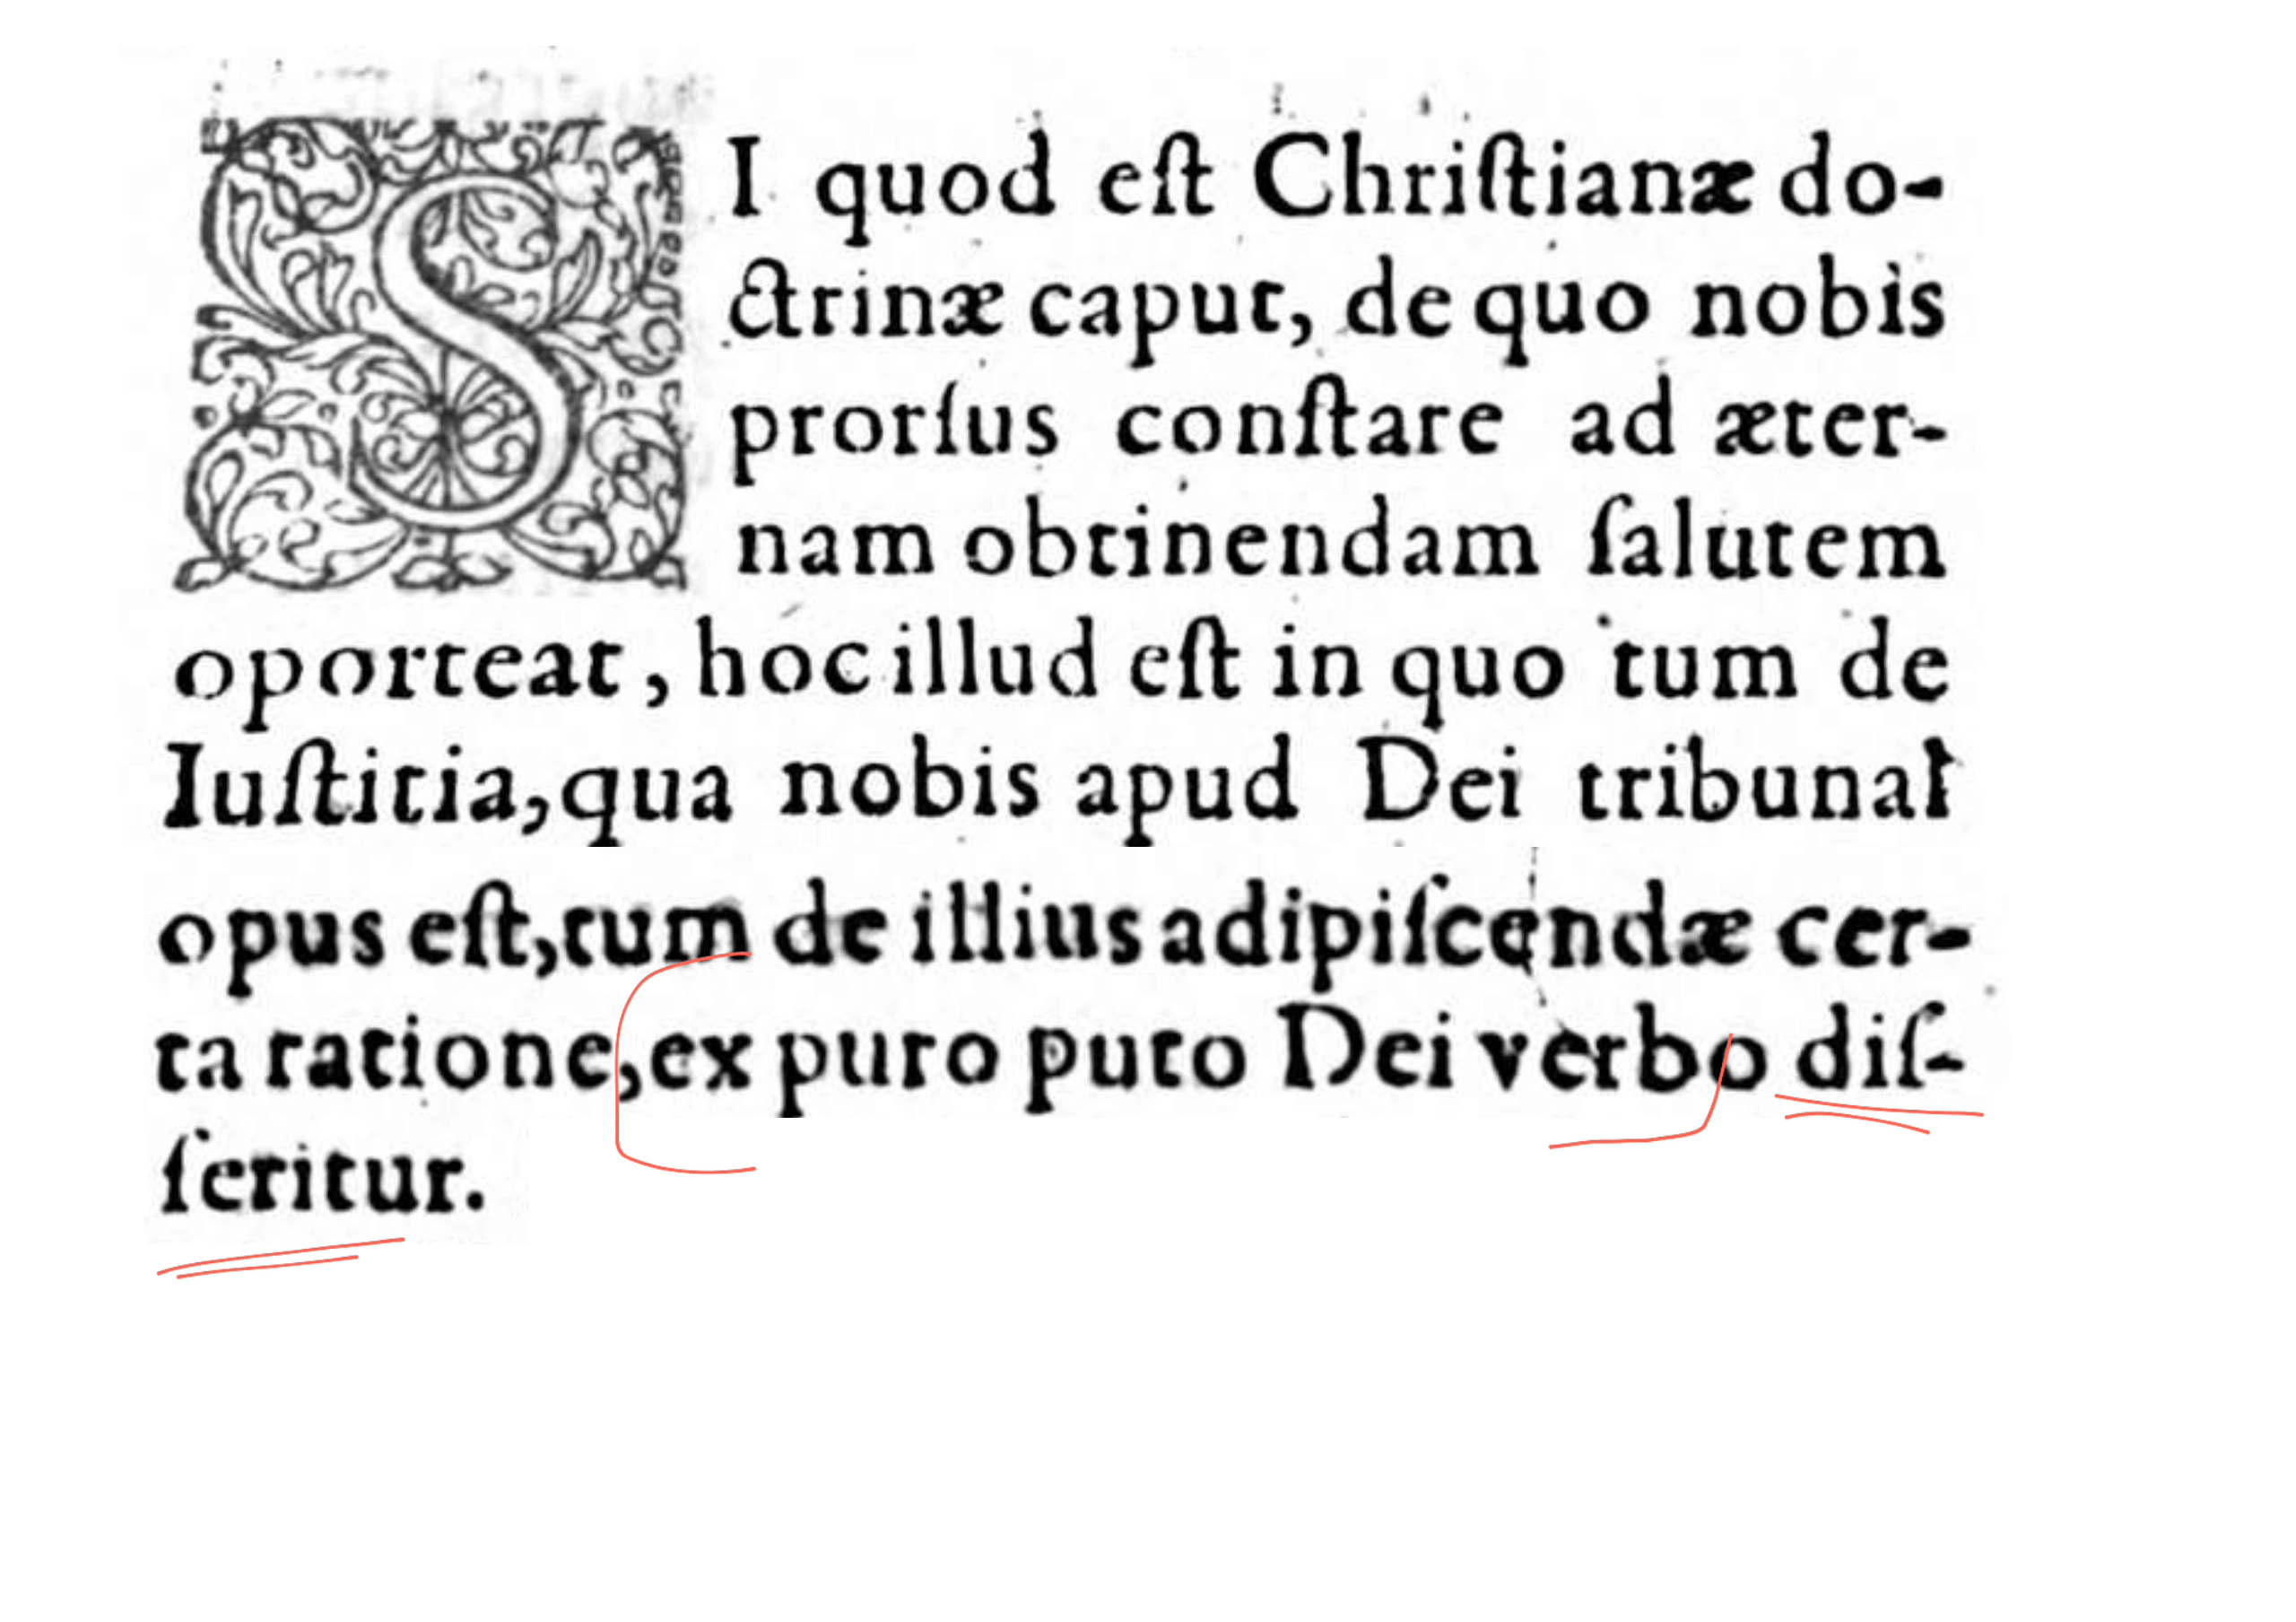 SI quod eſt Chriſtianæ do-
ctrinæ caput, de quo nobis
prorſus conſtare ad æter-
nam obtinendam ſalutem
oporteat, hoc illud eſt in quo tum de
Iuſtitia, qua nobis apud Dei tribunal
opus eſt, tum de illius adipiſcendæ cer-
ta ratione, ex puro puto Dei verbo diſ-
ſeritur.